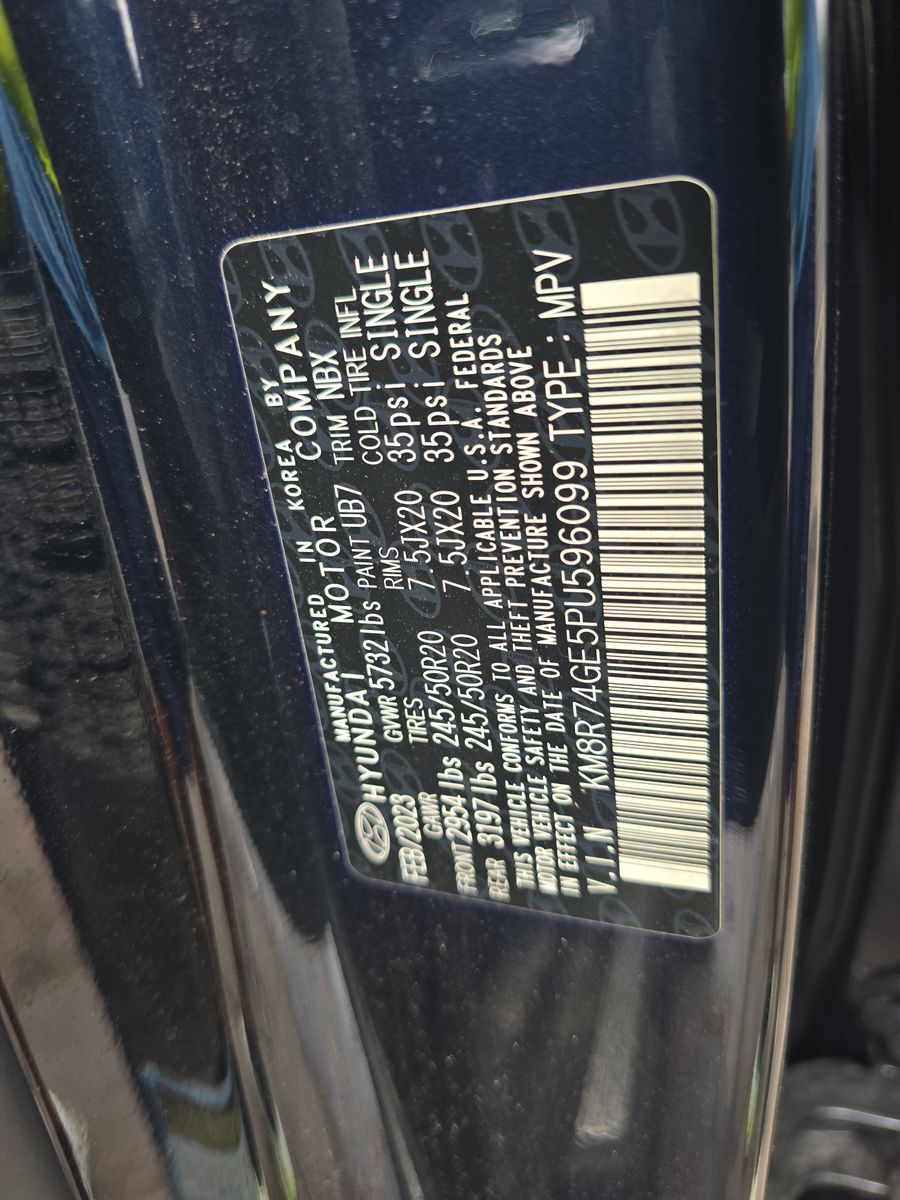 MANUFACTURED IN KOREA BY
HYUNDAI MOTOR COMPANY
FEB/2023 GVWR 5732lbs PAINT UB7 TRIM NBX
GAWR TIRES RIMS COLD TIRE INFL
FRONT 2954lbs 245/50R20 7.5JX20 35psi SINGLE
REAR 3197lbs 245/50R20 7.5JX20 35psi SINGLE
THIS VEHICLE CONFORMS TO ALL APPLICABLE U.S.A. FEDERAL
MOTOR VEHICLE SAFETY AND THEFT PREVENTION STANDARDS
IN EFFECT ON THE DATE OF MANUFACTURE SHOWN ABOVE
V.I.N KM8R74GE5PU596099 TYPE : MPV